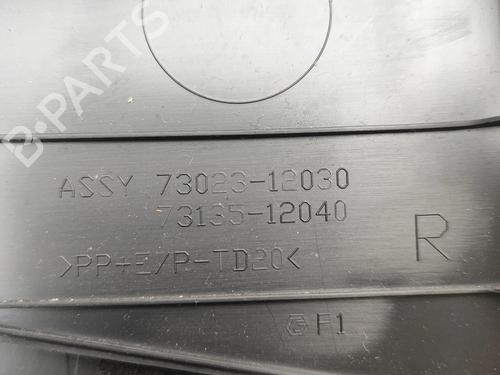 B-PARTS
ASSY 73023-12030
73135-12040
>PP+E/P-TD20<
R
F1